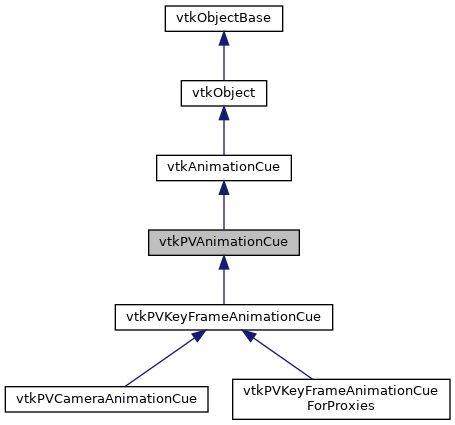 vtkObjectBase
vtkObject
vtkAnimationCue
vtkPVAnimationCue
vtkPVKeyFrameAnimationCue
vtkPVCameraAnimationCue
vtkPVKeyFrameAnimationCue
ForProxies